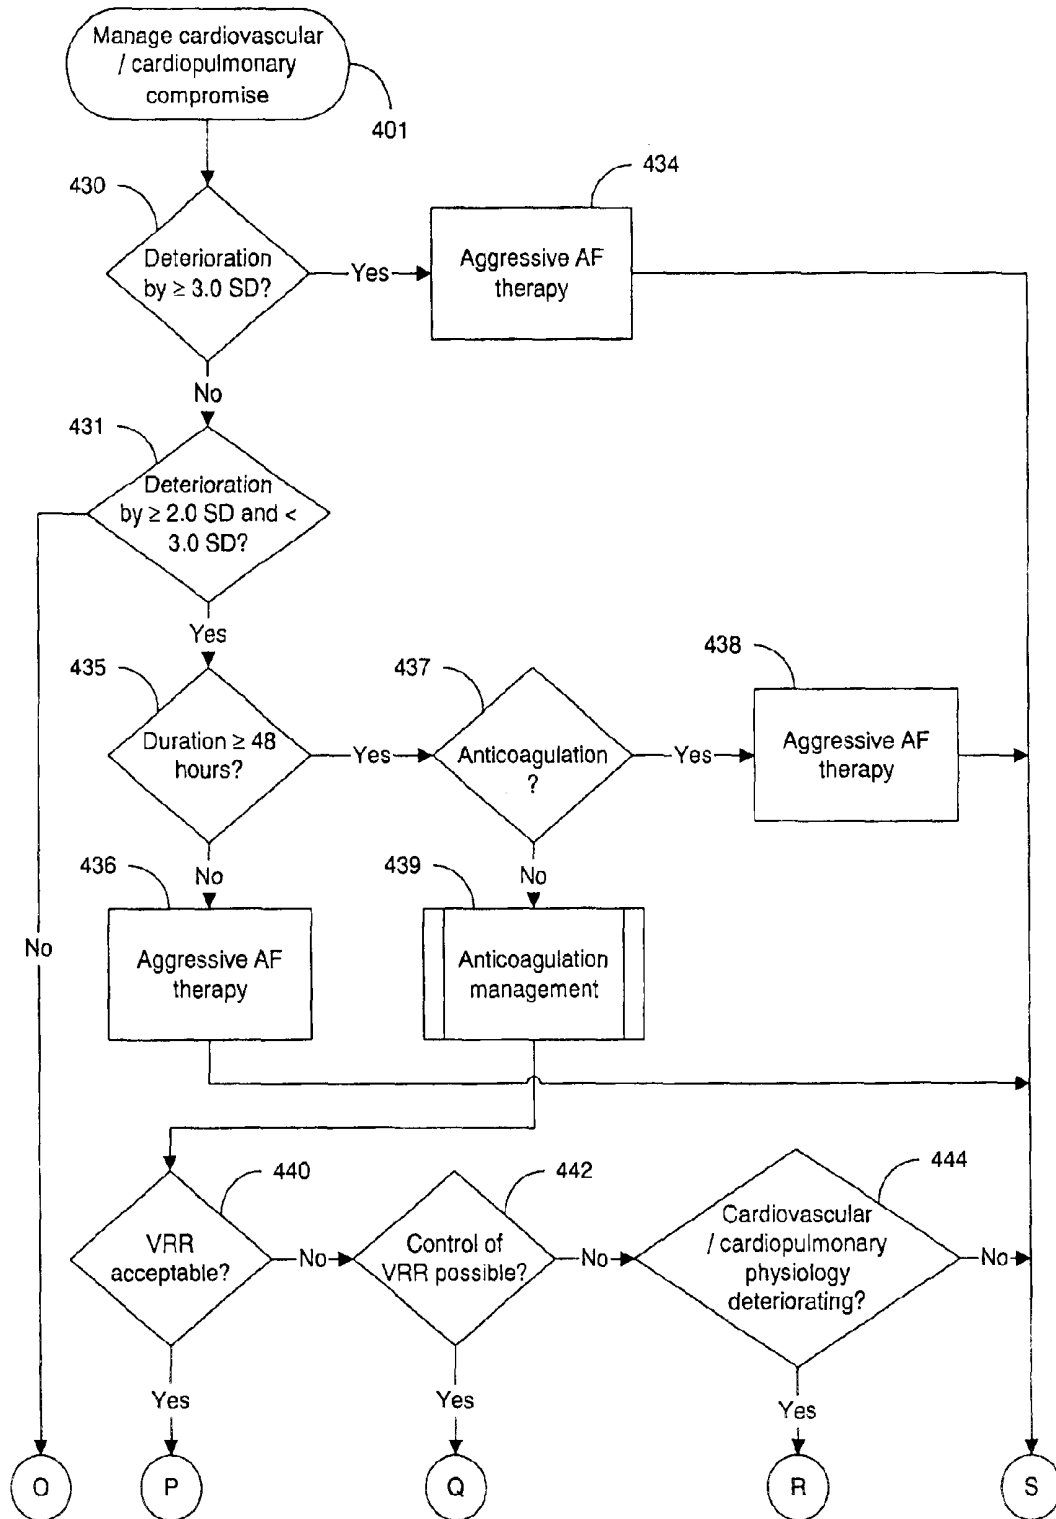 Manage cardiovascular
/ cardiopulmonary
compromise
401
430
434
Deterioration
by ≥ 3.0 SD?
Yes
Aggressive AF
therapy
No
431
Deterioration
by ≥ 2.0 SD and <
3.0 SD?
Yes
435
437
438
Duration ≥ 48
hours?
Yes
Anticoagulation
?
Yes
Aggressive AF
therapy
No
No
436
439
No
Aggressive AF
therapy
Anticoagulation
management
440
442
444
VRR
acceptable?
No
Control of
VRR possible?
No
Cardiovascular
/ cardiopulmonary
physiology
deteriorating?
No
Yes
Yes
Yes
O
P
Q
R
S